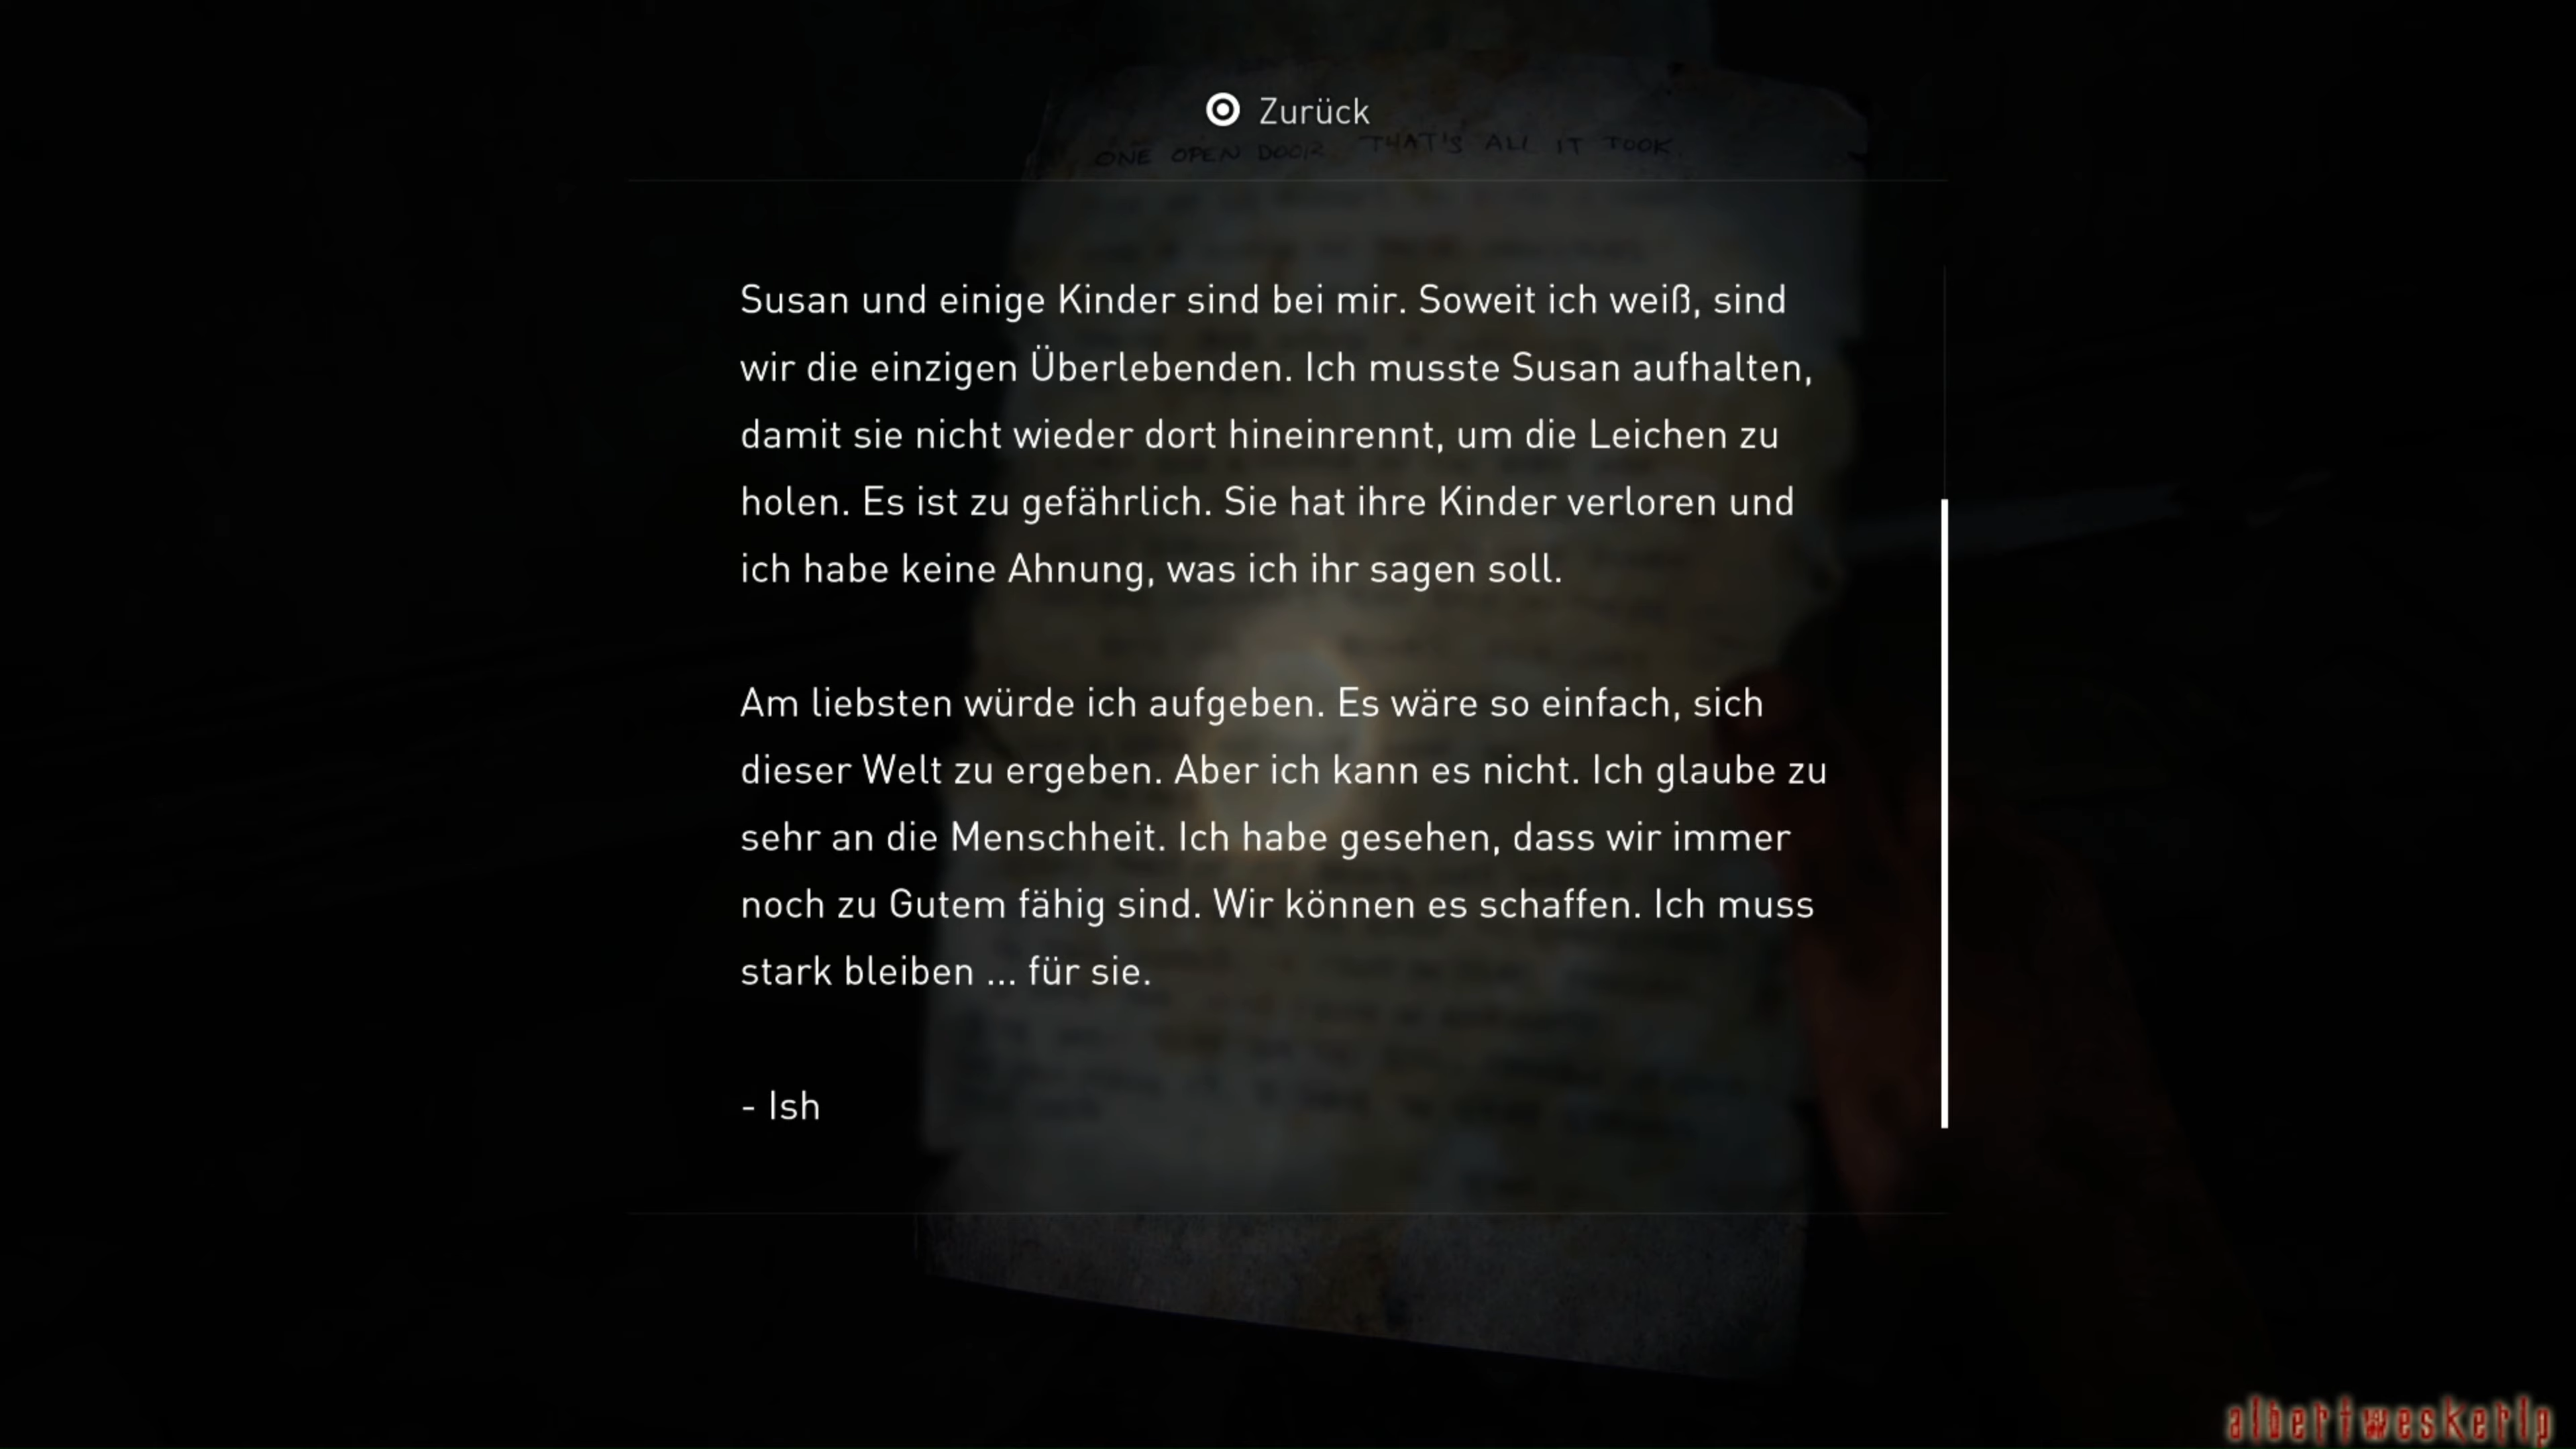 Zurück
ONE OPEN DOOR. THAT'S ALL IT TOOK.
Susan und einige Kinder sind bei mir. Soweit ich weiß, sind
wir die einzigen Überlebenden. Ich musste Susan aufhalten,
damit sie nicht wieder dort hineinrennt, um die Leichen zu
holen. Es ist zu gefährlich. Sie hat ihre Kinder verloren und
ich habe keine Ahnung, was ich ihr sagen soll.
Am liebsten würde ich aufgeben. Es wäre so einfach, sich
dieser Welt zu ergeben. Aber ich kann es nicht. Ich glaube zu
sehr an die Menschheit. Ich habe gesehen, dass wir immer
noch zu Gutem fähig sind. Wir können es schaffen. Ich muss
stark bleiben ... für sie.
- Ish
albertweskerlp